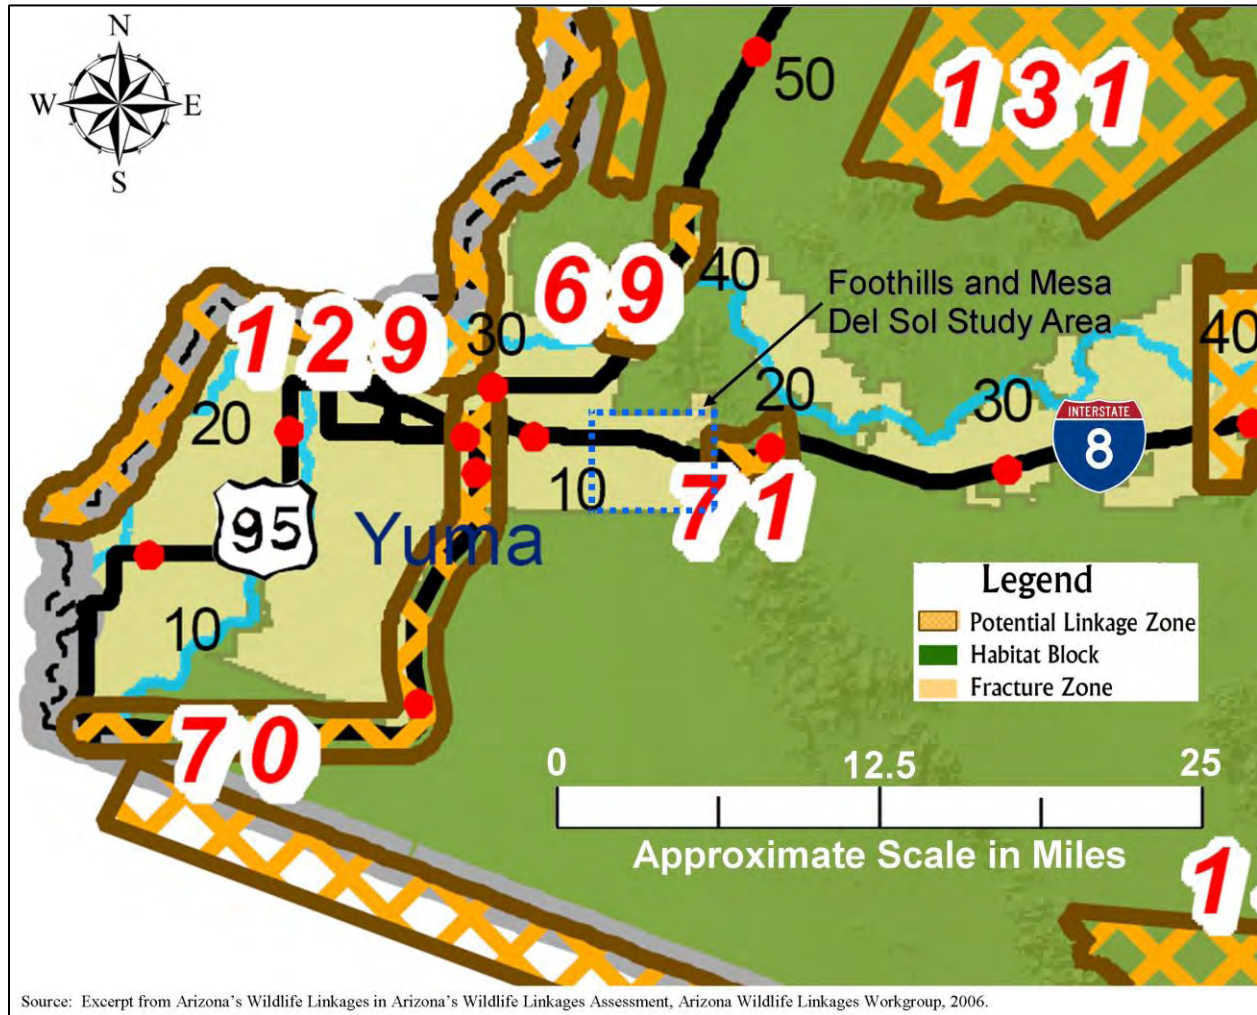 N
W E
S
50
131
69
40
Foothills and Mesa
Del Sol Study Area
129
30
40
20
20
30
INTERSTATE
8
10
71
95
Yuma
Legend
Potential Linkage Zone
Habitat Block
Fracture Zone
10
70
0 12.5 25
Approximate Scale in Miles
1
Source: Excerpt from Arizona's Wildlife Linkages in Arizona's Wildlife Linkages Assessment, Arizona Wildlife Linkages Workgroup, 2006.